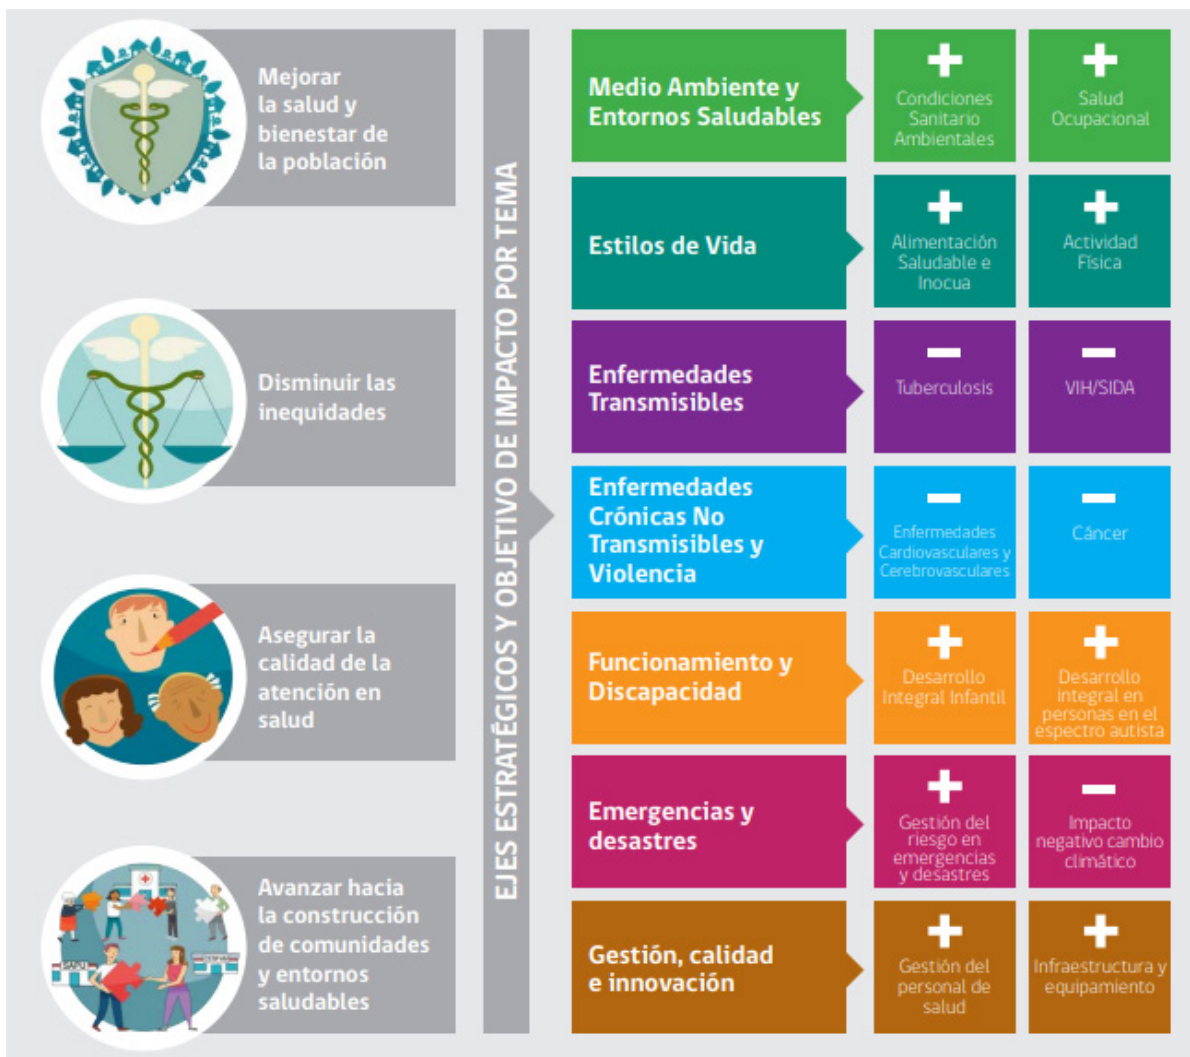 Mejorar
la salud y
bienestar de
la población
Disminuir las
inequidades
Asegurar la
calidad de la
atención en
salud
Avanzar hacia
la construcción
de comunidades
y entornos
saludables
EJES ESTRATÉGICOS Y OBJETIVO DE IMPACTO POR TEMA
Medio Ambiente y
Entornos Saludables
+
Condiciones
Sanitario
Ambientales
+
Salud
Ocupacional
Estilos de Vida
+
Alimentación
Saludable e
Inocua
+
Actividad
Física
Enfermedades
Transmisibles
−
Tuberculosis
−
VIH/SIDA
Enfermedades
Crónicas No
Transmisibles y
Violencia
−
Enfermedades
Cardiovasculares y
Cerebrovasculares
−
Cáncer
Funcionamiento y
Discapacidad
+
Desarrollo
Integral Infantil
+
Desarrollo
integral en
personas en el
espectro autista
Emergencias y
desastres
+
Gestión del
riesgo en
emergencias
y desastres
−
Impacto
negativo cambio
climático
Gestión, calidad
e innovación
+
Gestión del
personal de
salud
+
Infraestructura y
equipamiento